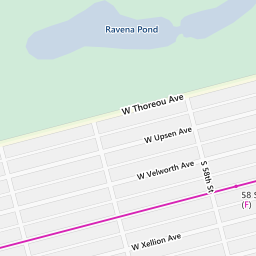 Ravena Pond
W Thoreou Ave
W Upsen Ave
W Velworth Ave
S 58th St
58 S
(F)
W Xellion Ave